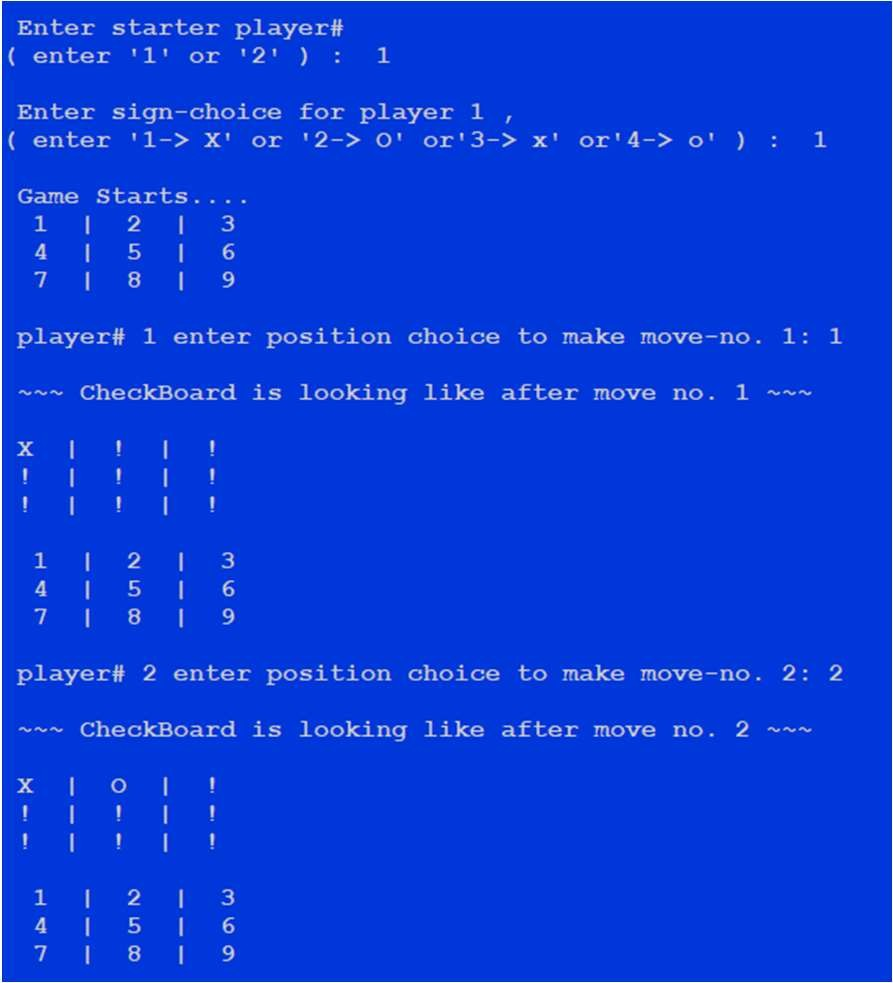 Enter starter player#
( enter '1' or '2' ) :  1
Enter sign-choice for player 1 ,
( enter '1-> X' or '2-> O' or'3-> x' or'4-> o' ) :  1
Game Starts....
1 | 2 | 3
4 | 5 | 6
7 | 8 | 9
player# 1 enter position choice to make move-no. 1: 1
~~~ CheckBoard is looking like after move no. 1 ~~~
X | ! | !
! | ! | !
! | ! | !
1 | 2 | 3
4 | 5 | 6
7 | 8 | 9
player# 2 enter position choice to make move-no. 2: 2
~~~ CheckBoard is looking like after move no. 2 ~~~
X | O | !
! | ! | !
! | ! | !
1 | 2 | 3
4 | 5 | 6
7 | 8 | 9